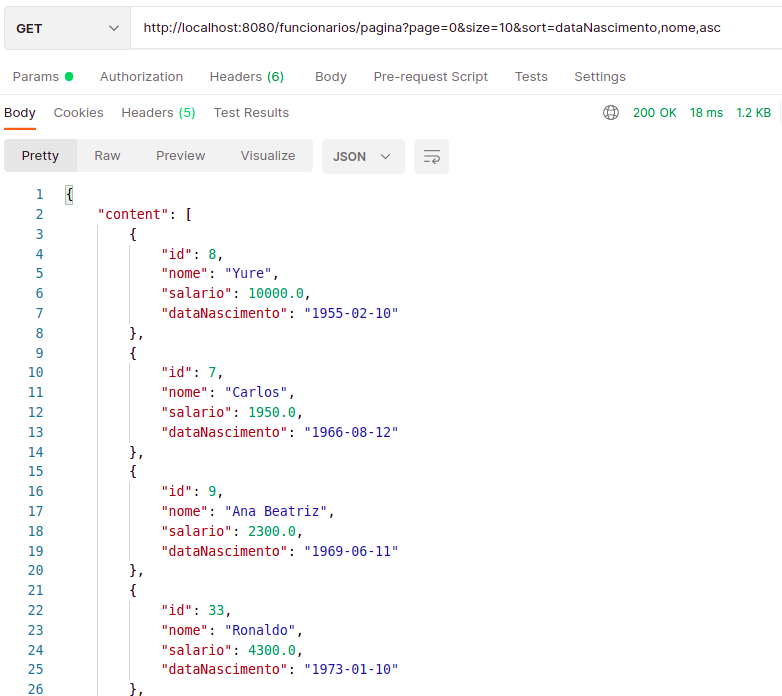 GET http://localhost:8080/funcionarios/pagina?page=0&size=10&sort=dataNascimento,nome,asc
Params Authorization Headers (6) Body Pre-request Script Tests Settings
Body Cookies Headers (5) Test Results 200 OK 18 ms 1.2 KB
Pretty Raw Preview Visualize JSON
1 {
2 "content": [
3 {
4 "id": 8,
5 "nome": "Yure",
6 "salario": 10000.0,
7 "dataNascimento": "1955-02-10"
8 },
9 {
10 "id": 7,
11 "nome": "Carlos",
12 "salario": 1950.0,
13 "dataNascimento": "1966-08-12"
14 },
15 {
16 "id": 9,
17 "nome": "Ana Beatriz",
18 "salario": 2300.0,
19 "dataNascimento": "1969-06-11"
20 },
21 {
22 "id": 33,
23 "nome": "Ronaldo",
24 "salario": 4300.0,
25 "dataNascimento": "1973-01-10"
26 },